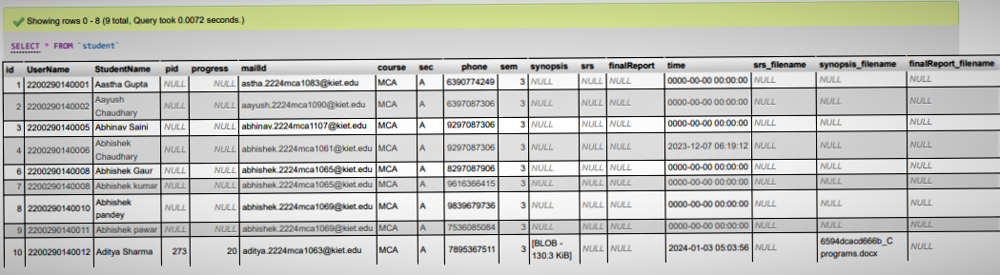 Showing rows 0 - 8 (9 total, Query took 0.0072 seconds.)
SELECT * FROM `student`
id UserName StudentName pid progress mailId course sec phone sem synopsis srs finalReport time srs_filename synopsis_filename finalReport_filename
1 2200290140001 Aastha Gupta NULL NULL astha.2224mca1083@kiet.edu MCA A 6390774249 3 NULL NULL NULL 0000-00-00 00:00:00 NULL NULL NULL
2 2200290140002 Aayush Chaudhary NULL NULL aayush.2224mca1090@kiet.edu MCA A 6397087306 3 NULL NULL NULL 0000-00-00 00:00:00 NULL NULL NULL
3 2200290140005 Abhinav Saini NULL NULL abhinav.2224mca1107@kiet.edu MCA A 9297087306 3 NULL NULL NULL 0000-00-00 00:00:00 NULL NULL NULL
4 2200290140006 Abhishek Chaudhary NULL NULL abhishek.2224mca1061@kiet.edu MCA A 9297087306 3 NULL NULL NULL 2023-12-07 06:19:12 NULL NULL NULL
6 2200290140008 Abhishek Gaur NULL NULL abhishek.2224mca1065@kiet.edu MCA A 8297087906 3 NULL NULL NULL 0000-00-00 00:00:00 NULL NULL NULL
7 2200290140008 Abhishek kumar NULL NULL abhishek.2224mca1065@kiet.edu MCA A 9616366415 3 NULL NULL NULL 0000-00-00 00:00:00 NULL NULL NULL
8 2200290140010 Abhishek pandey NULL NULL abhishek.2224mca1069@kiet.edu MCA A 9839679736 3 NULL NULL NULL 0000-00-00 00:00:00 NULL NULL NULL
9 2200290140011 Abhishek pawar NULL NULL abhishek.2224mca1069@kiet.edu MCA A 7536085084 3 NULL NULL NULL 0000-00-00 00:00:00 NULL NULL NULL
10 2200290140012 Aditya Sharma 273 20 aditya.2224mca1063@kiet.edu MCA A 7895367511 3 [BLOB - 130.3 KiB] NULL NULL 2024-01-03 05:03:56 NULL 6594dcacd666b_C programs.docx NULL